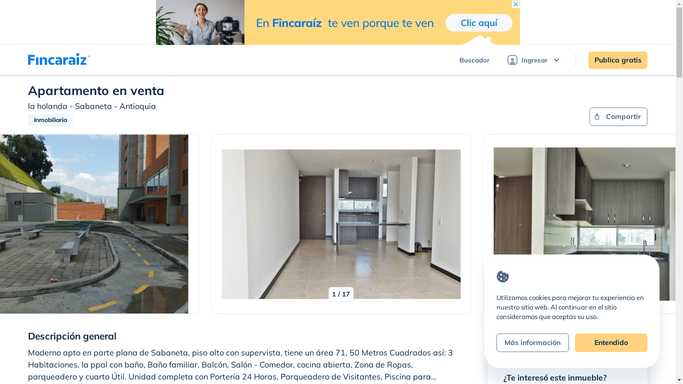 En Fincaraíz te ven porque te ven
Clic aquí
Fincaraíz
Buscador
Ingresar
Publica gratis
Apartamento en venta
la holanda - Sabaneta - Antioquia
Inmobiliaria
Compartir
1 / 17
Utilizamos cookies para mejorar tu experiencia en
nuestro sitio web. Al continuar en el sitio
consideramos que aceptas su uso.
Más información
Entendido
Descripción general
Moderno apto en parte plana de Sabaneta, piso alto con supervista, tiene un área 71, 50 Metros Cuadrados así: 3
Habitaciones, la ppal con baño, Baño familiar, Balcón, Salón - Comedor, cocina abierta, Zona de Ropas,
parqueadero y cuarto Útil. Unidad completa con Portería 24 Horas, Parqueadero de Visitantes, Piscina para...
¿Te interesó este inmueble?